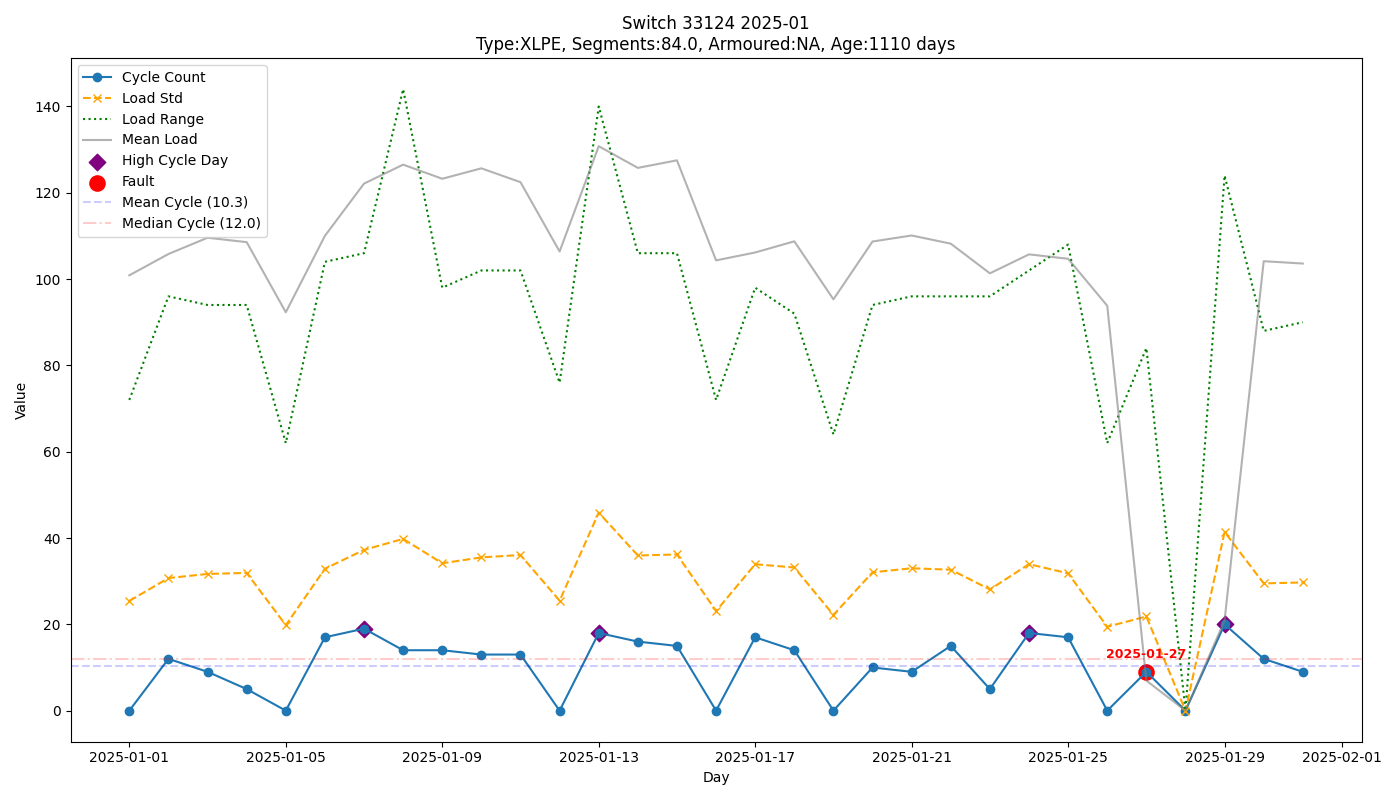 Switch 33124 2025-01
Type:XLPE, Segments:84.0, Armoured:NA, Age:1110 days
Cycle Count
Load Std
Load Range
Mean Load
High Cycle Day
Fault
Mean Cycle (10.3)
Median Cycle (12.0)
140
120
100
80
60
40
20
0
Value
2025-01-27
2025-01-01 2025-01-05 2025-01-09 2025-01-13 2025-01-17 2025-01-21 2025-01-25 2025-01-29 2025-02-01
Day